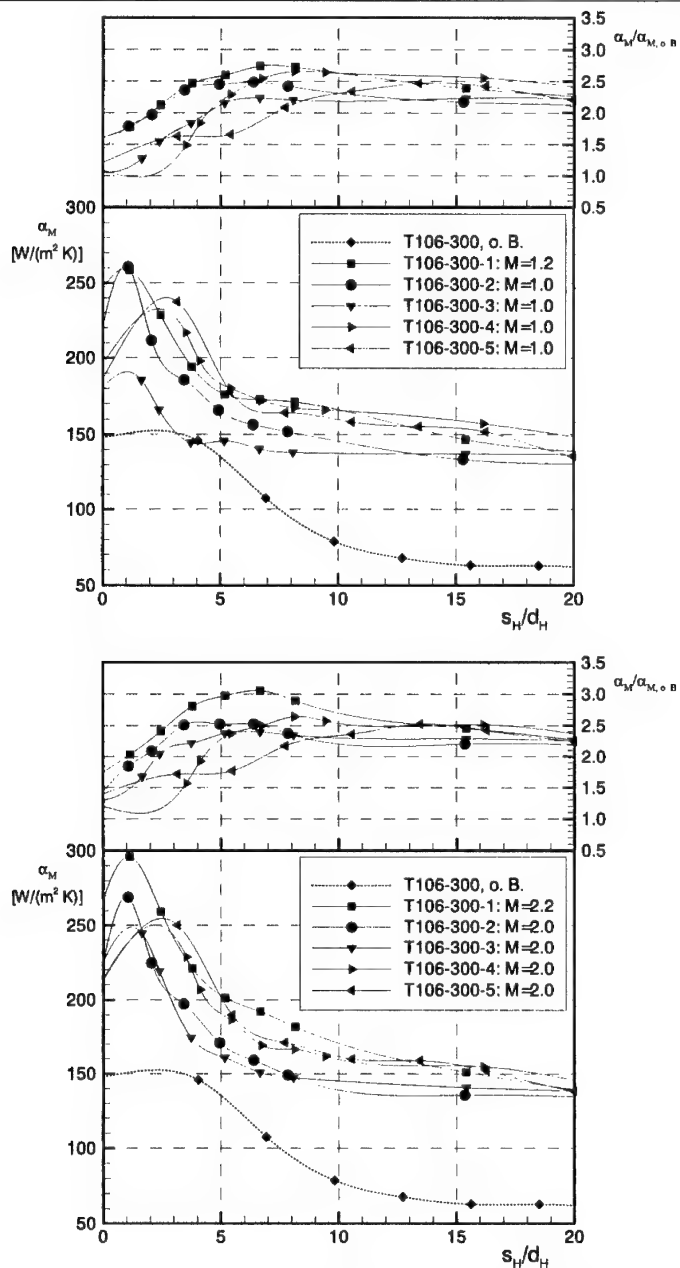 3.5
α_M/α_M, o B
3.0
2.5
2.0
1.5
1.0
0.5
300
α_M
[W/(m² K)]
250
200
150
100
50
T106-300, o. B.
T106-300-1: M=1.2
T106-300-2: M=1.0
T106-300-3: M=1.0
T106-300-4: M=1.0
T106-300-5: M=1.0
0 5 10 15 20
s_H/d_H
3.5
α_M/α_M, o B
3.0
2.5
2.0
1.5
1.0
0.5
300
α_M
[W/(m² K)]
250
200
150
100
50
T106-300, o. B.
T106-300-1: M=2.2
T106-300-2: M=2.0
T106-300-3: M=2.0
T106-300-4: M=2.0
T106-300-5: M=2.0
0 5 10 15 20
s_H/d_H